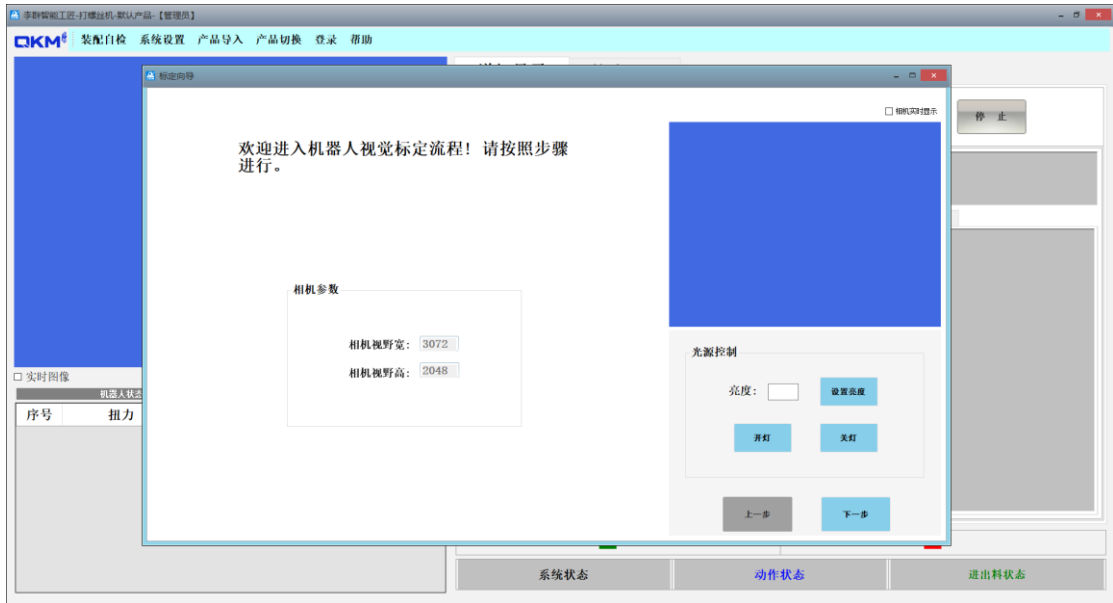 李群智能工匠-打螺丝机-默认产品-【管理员】
QKM 装配自检 系统设置 产品导入 产品切换 登录 帮助
标定向导
相机实时显示
停 止
欢迎进入机器人视觉标定流程！请按照步骤
进行。
相机参数
相机视野宽： 3072
相机视野高： 2048
光源控制
亮度： 设置亮度
开灯 关灯
上一步 下一步
实时图像
机器人状态
序号 扭力
系统状态 动作状态 进出料状态